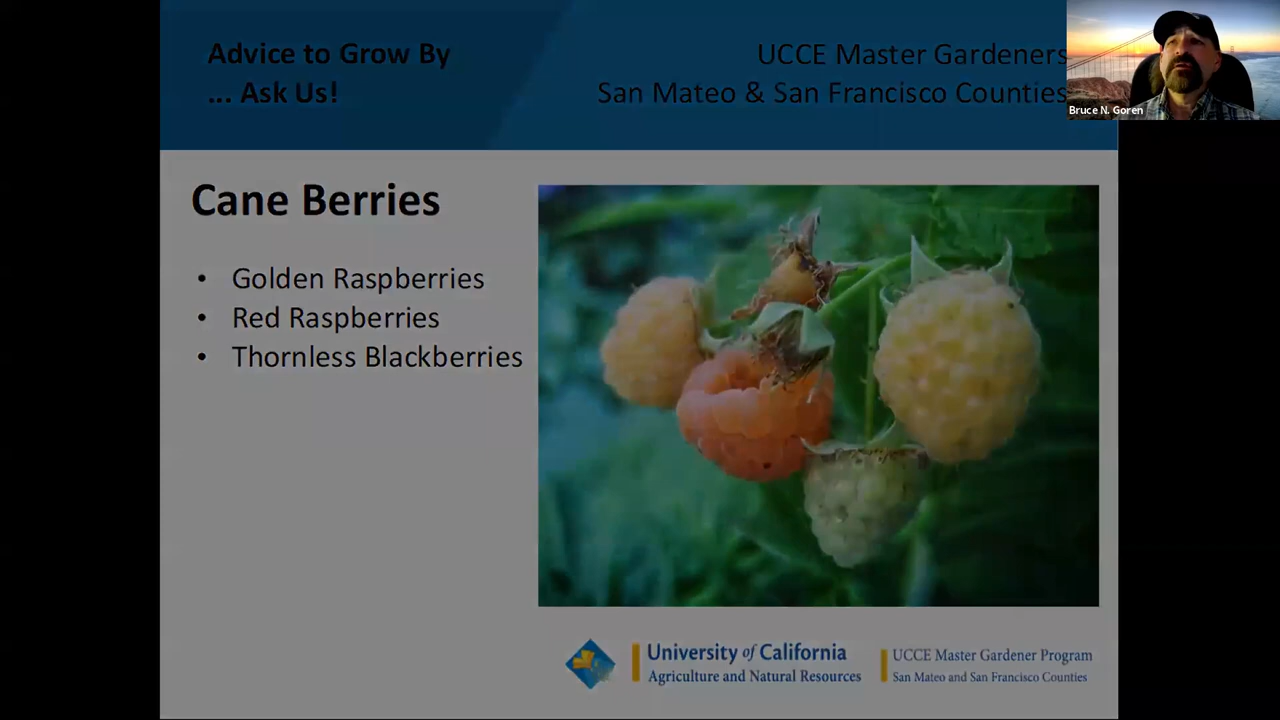 Advice to Grow By
... Ask Us!
UCCE Master Gardeners
San Mateo & San Francisco Counties
Bruce N. Goren
Cane Berries
• Golden Raspberries
• Red Raspberries
• Thornless Blackberries
University of California
Agriculture and Natural Resources
UCCE Master Gardener Program
San Mateo and San Francisco Counties